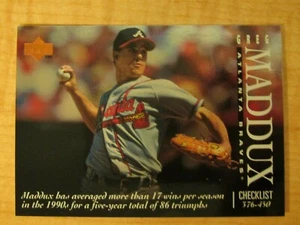 GREG
MADDUX
ATLANTA BRAVES
CHECKLIST
376-450
Maddux has averaged more than 17 wins per season
in the 1990s for a five-year total of 86 triumphs